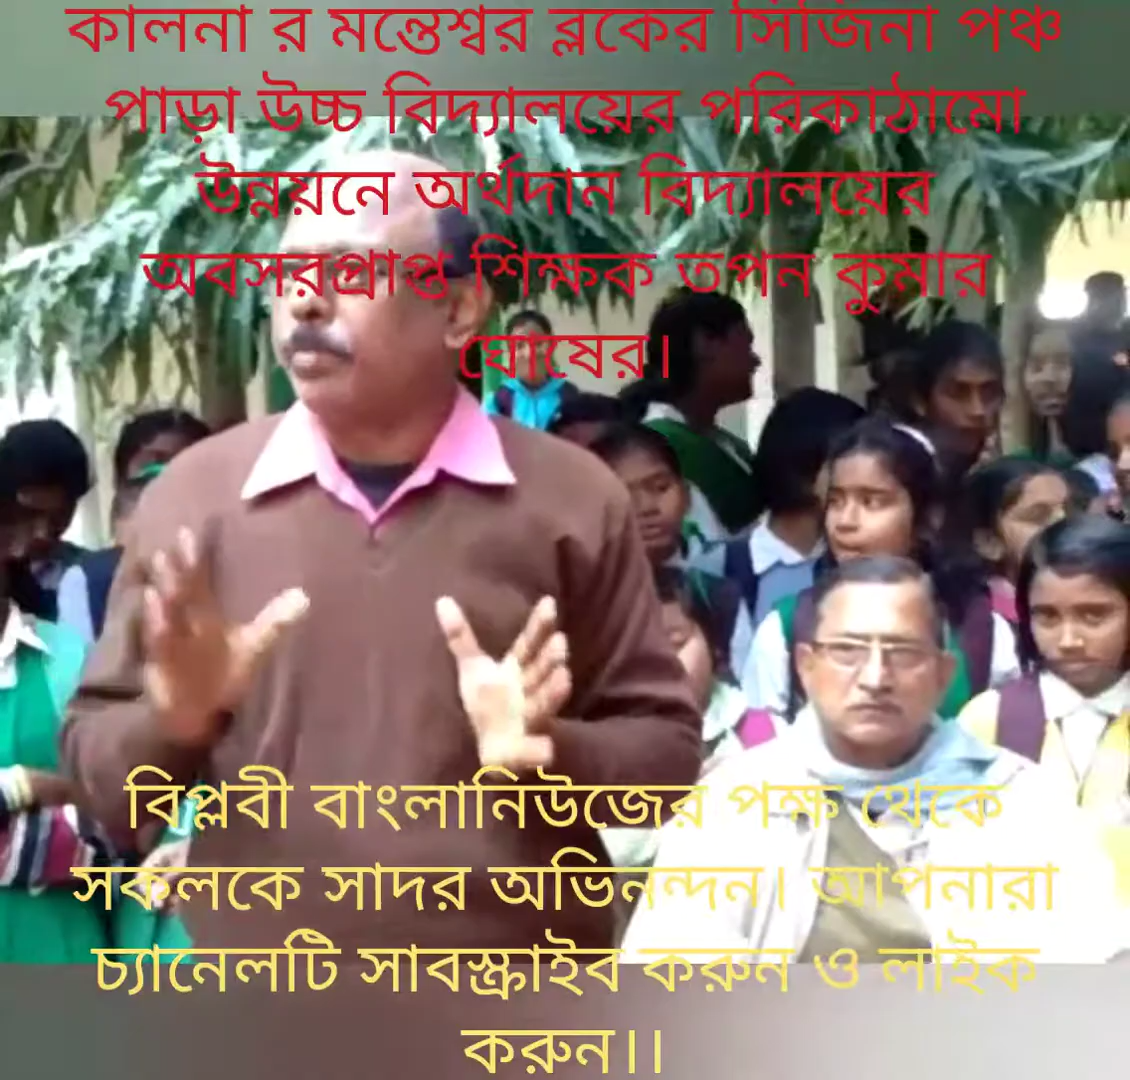 কালনা র মন্তেশ্বর ব্লকের সিজিনা পঞ্চ
পাড়া উচ্চ বিদ্যালয়ের পরিকাঠামো
উন্নয়নে অর্থদান বিদ্যালয়ের
অবসরপ্রাপ্ত শিক্ষক তপন কুমার
ঘোষের।
বিপ্লবী বাংলানিউজের পক্ষ থেকে
সকলকে সাদর অভিনন্দন। আপনারা
চ্যানেলটি সাবস্ক্রাইব করুন ও লাইক
করুন।।